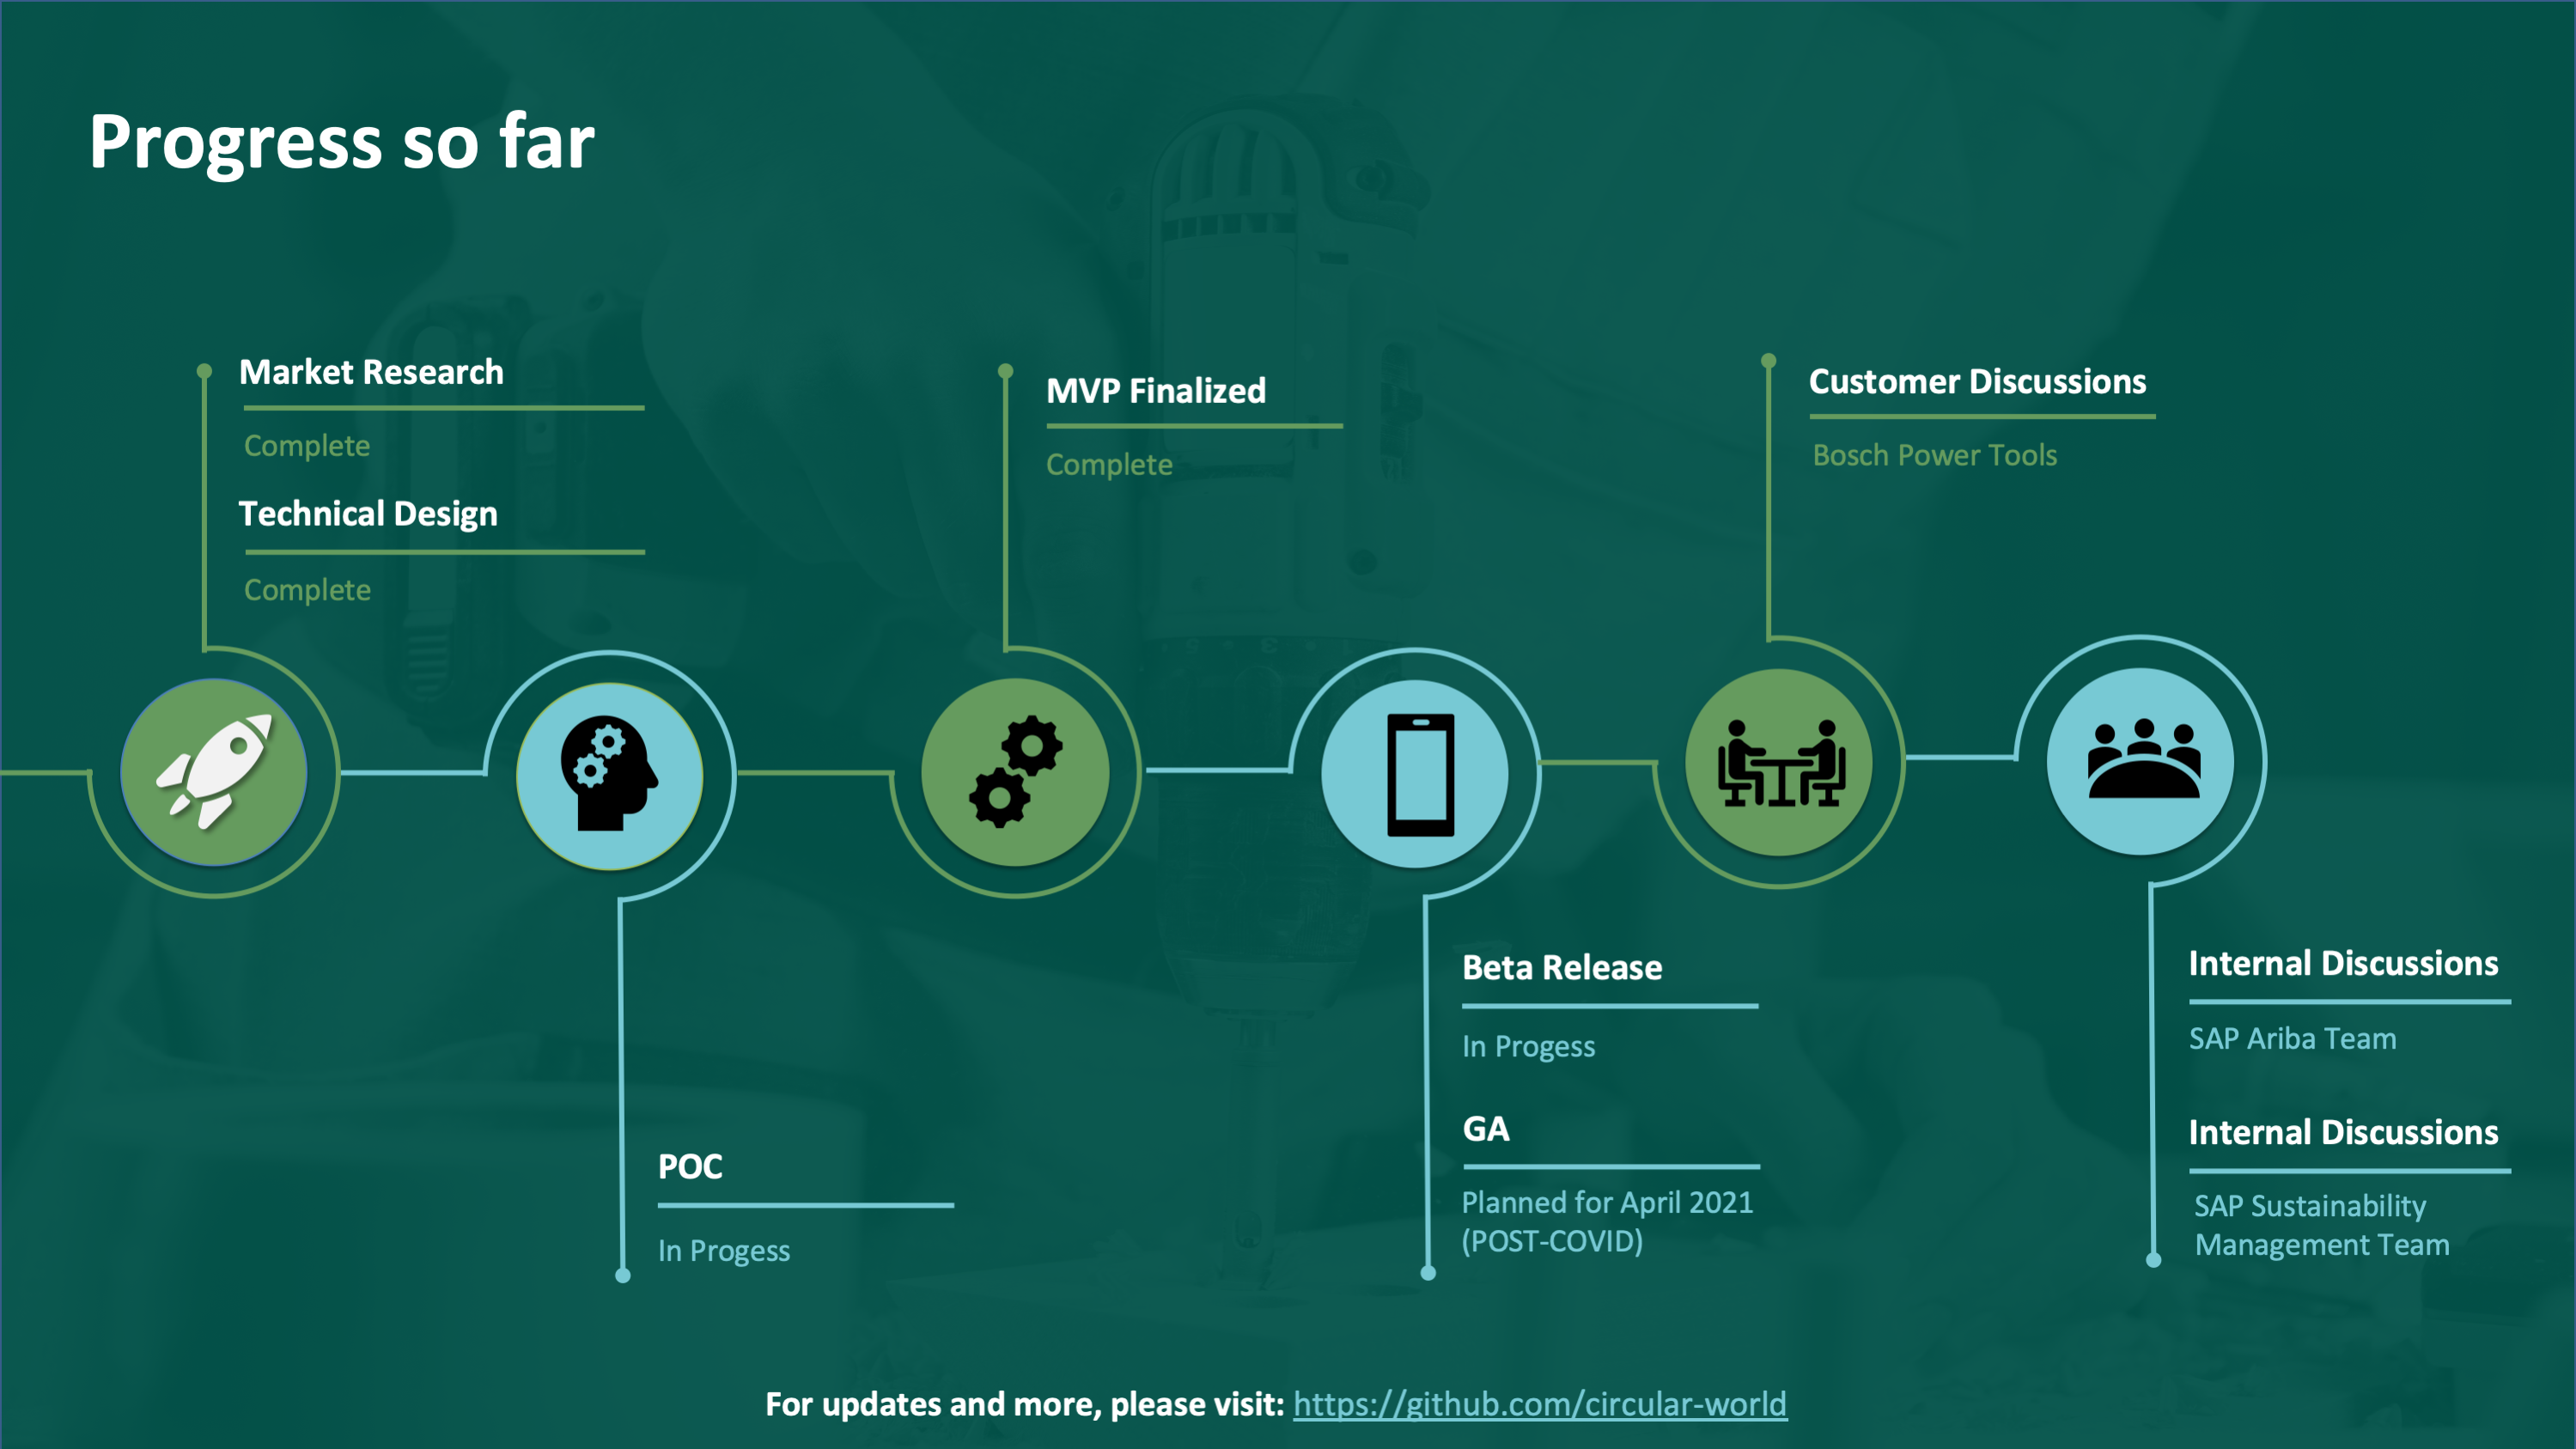 Progress so far
Market Research
Complete
Technical Design
Complete
MVP Finalized
Complete
Customer Discussions
Bosch Power Tools
POC
In Progess
Beta Release
In Progess
GA
Planned for April 2021
(POST-COVID)
Internal Discussions
SAP Ariba Team
Internal Discussions
SAP Sustainability
Management Team
For updates and more, please visit: https://github.com/circular-world